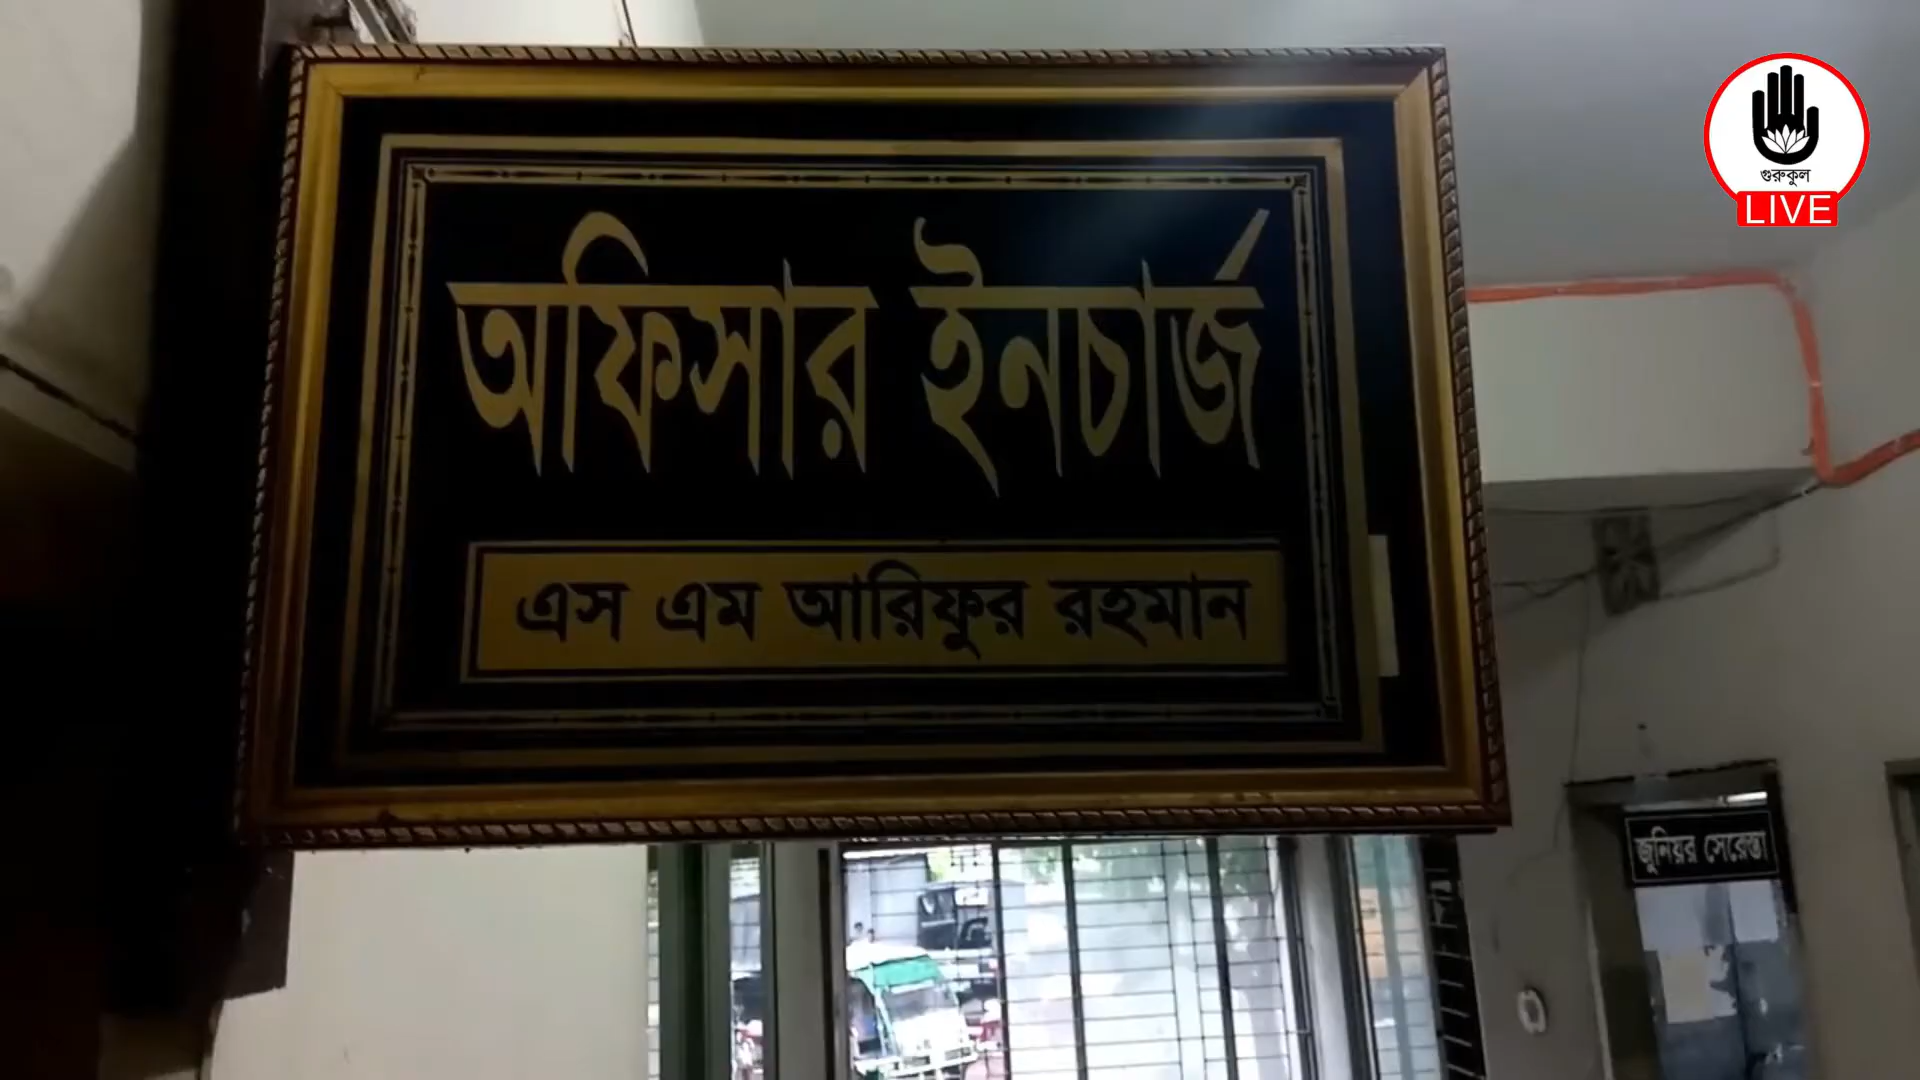 অফিসার ইনচার্জ
এস এম আরিফুর রহমান
গুরুকুল
LIVE
জুনিয়র সেরেস্তা